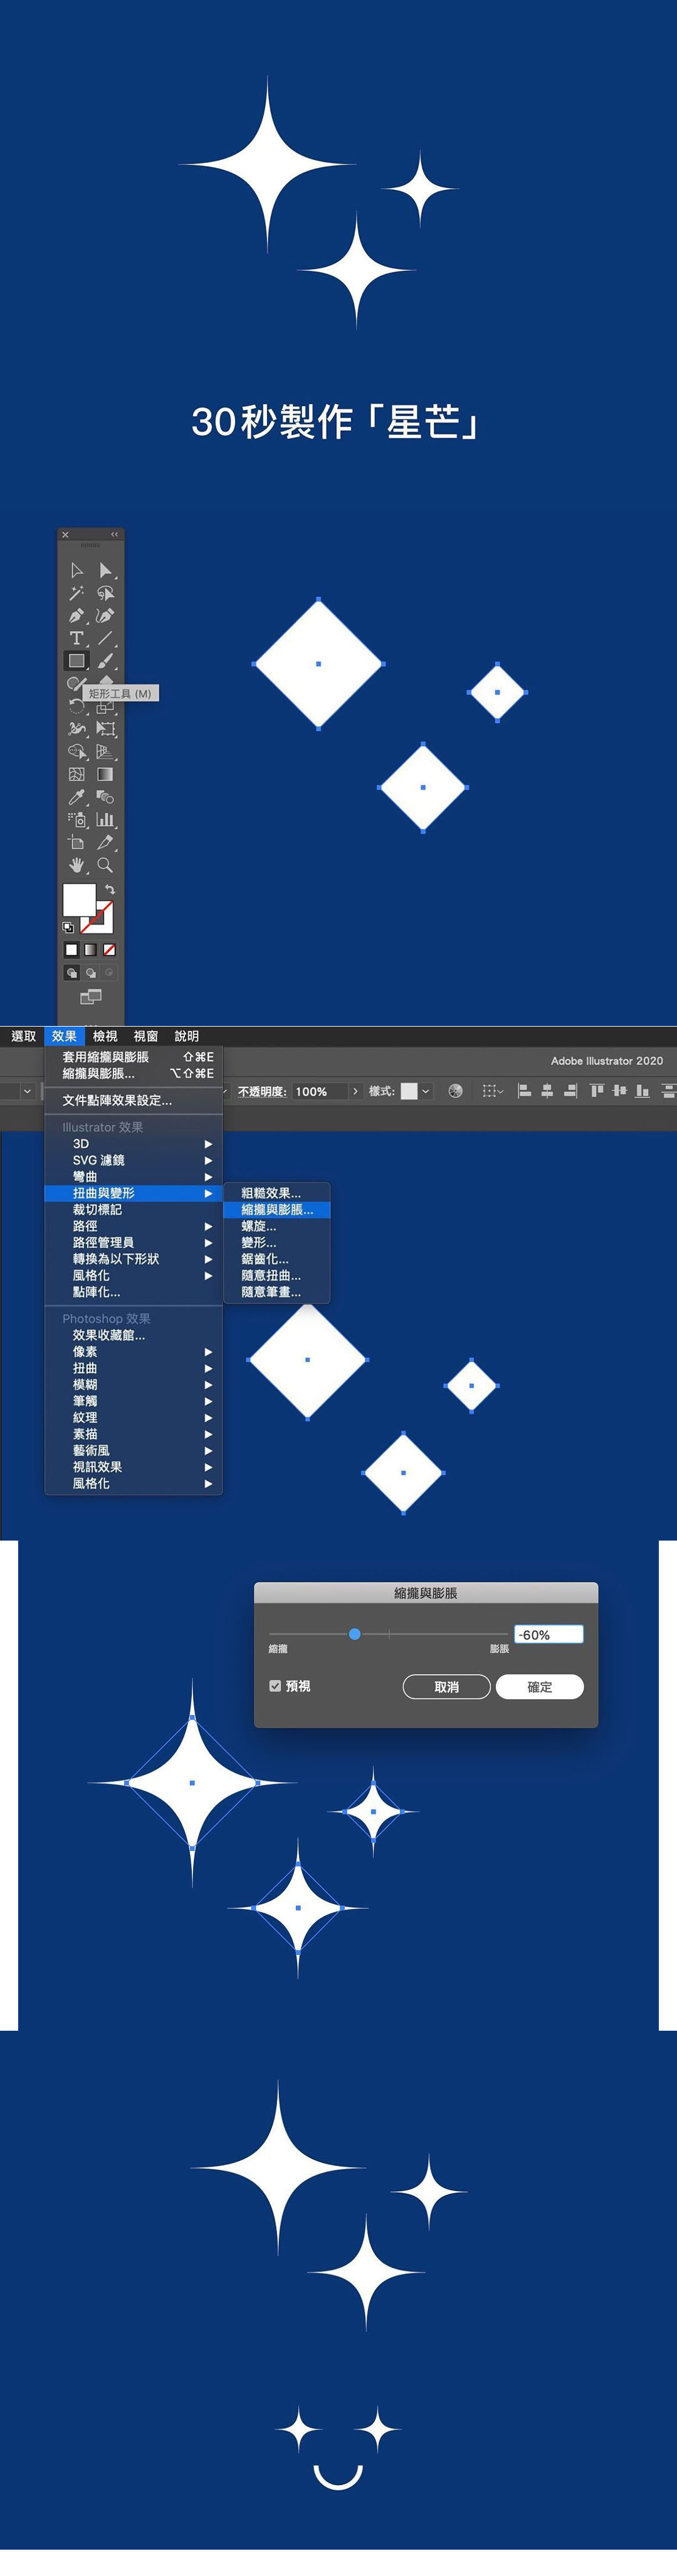 30秒製作「星芒」
矩形工具 (M)
選取 效果 檢視 視窗 說明
Adobe Illustrator 2020
套用縮攏與膨脹 ⇧⌘E
縮攏與膨脹... ⌥⇧⌘E
不透明度: 100% 樣式:
文件點陣效果設定...
Illustrator 效果
3D
SVG 濾鏡
彎曲
扭曲與變形
裁切標記
路徑
路徑管理員
轉換為以下形狀
風格化
點陣化...
粗糙效果...
縮攏與膨脹...
螺旋...
變形...
鋸齒化...
隨意扭曲...
隨意筆畫...
Photoshop 效果
效果收藏館...
像素
扭曲
模糊
筆觸
紋理
素描
藝術風
視訊效果
風格化
縮攏與膨脹
-60%
縮攏 膨脹
預視 取消 確定